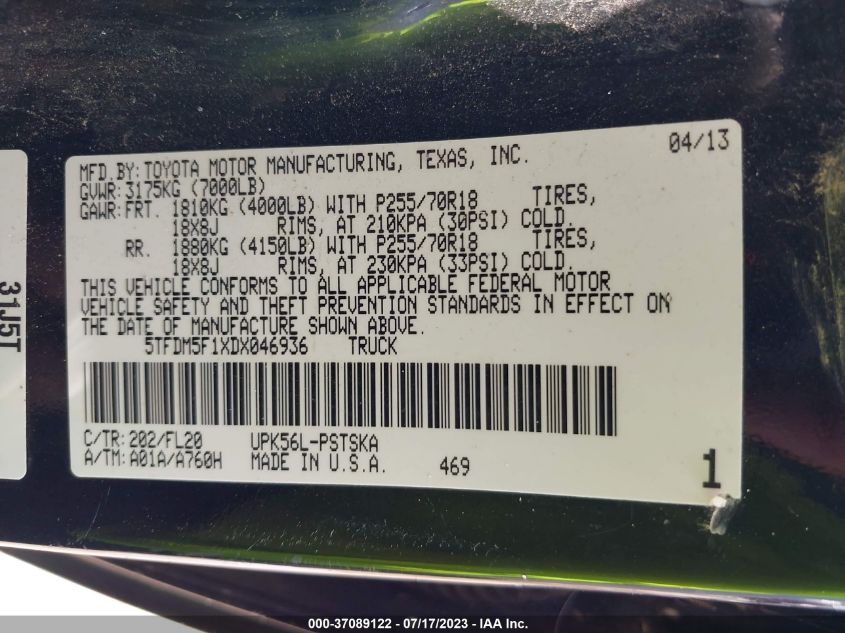 MFD.BY:TOYOTA MOTOR MANUFACTURING, TEXAS, INC. 04/13
GVWR:3175KG (7000LB)
GAWR:FRT. 1810KG (4000LB) WITH P255/70R18 TIRES,
18X8J RIMS, AT 210KPA (30PSI) COLD.
RR. 1880KG (4150LB) WITH P255/70R18 TIRES,
18X8J RIMS, AT 230KPA (33PSI) COLD.
THIS VEHICLE CONFORMS TO ALL APPLICABLE FEDERAL MOTOR
VEHICLE SAFETY AND THEFT PREVENTION STANDARDS IN EFFECT ON
THE DATE OF MANUFACTURE SHOWN ABOVE.
5TFDM5F1XDX046936 TRUCK
C/TR:202/FL20 UPK56L-PSTSKA
A/TM:A01A/A760H MADE IN U.S.A. 469 1
31J5T
000-37089122 - 07/17/2023 - IAA Inc.